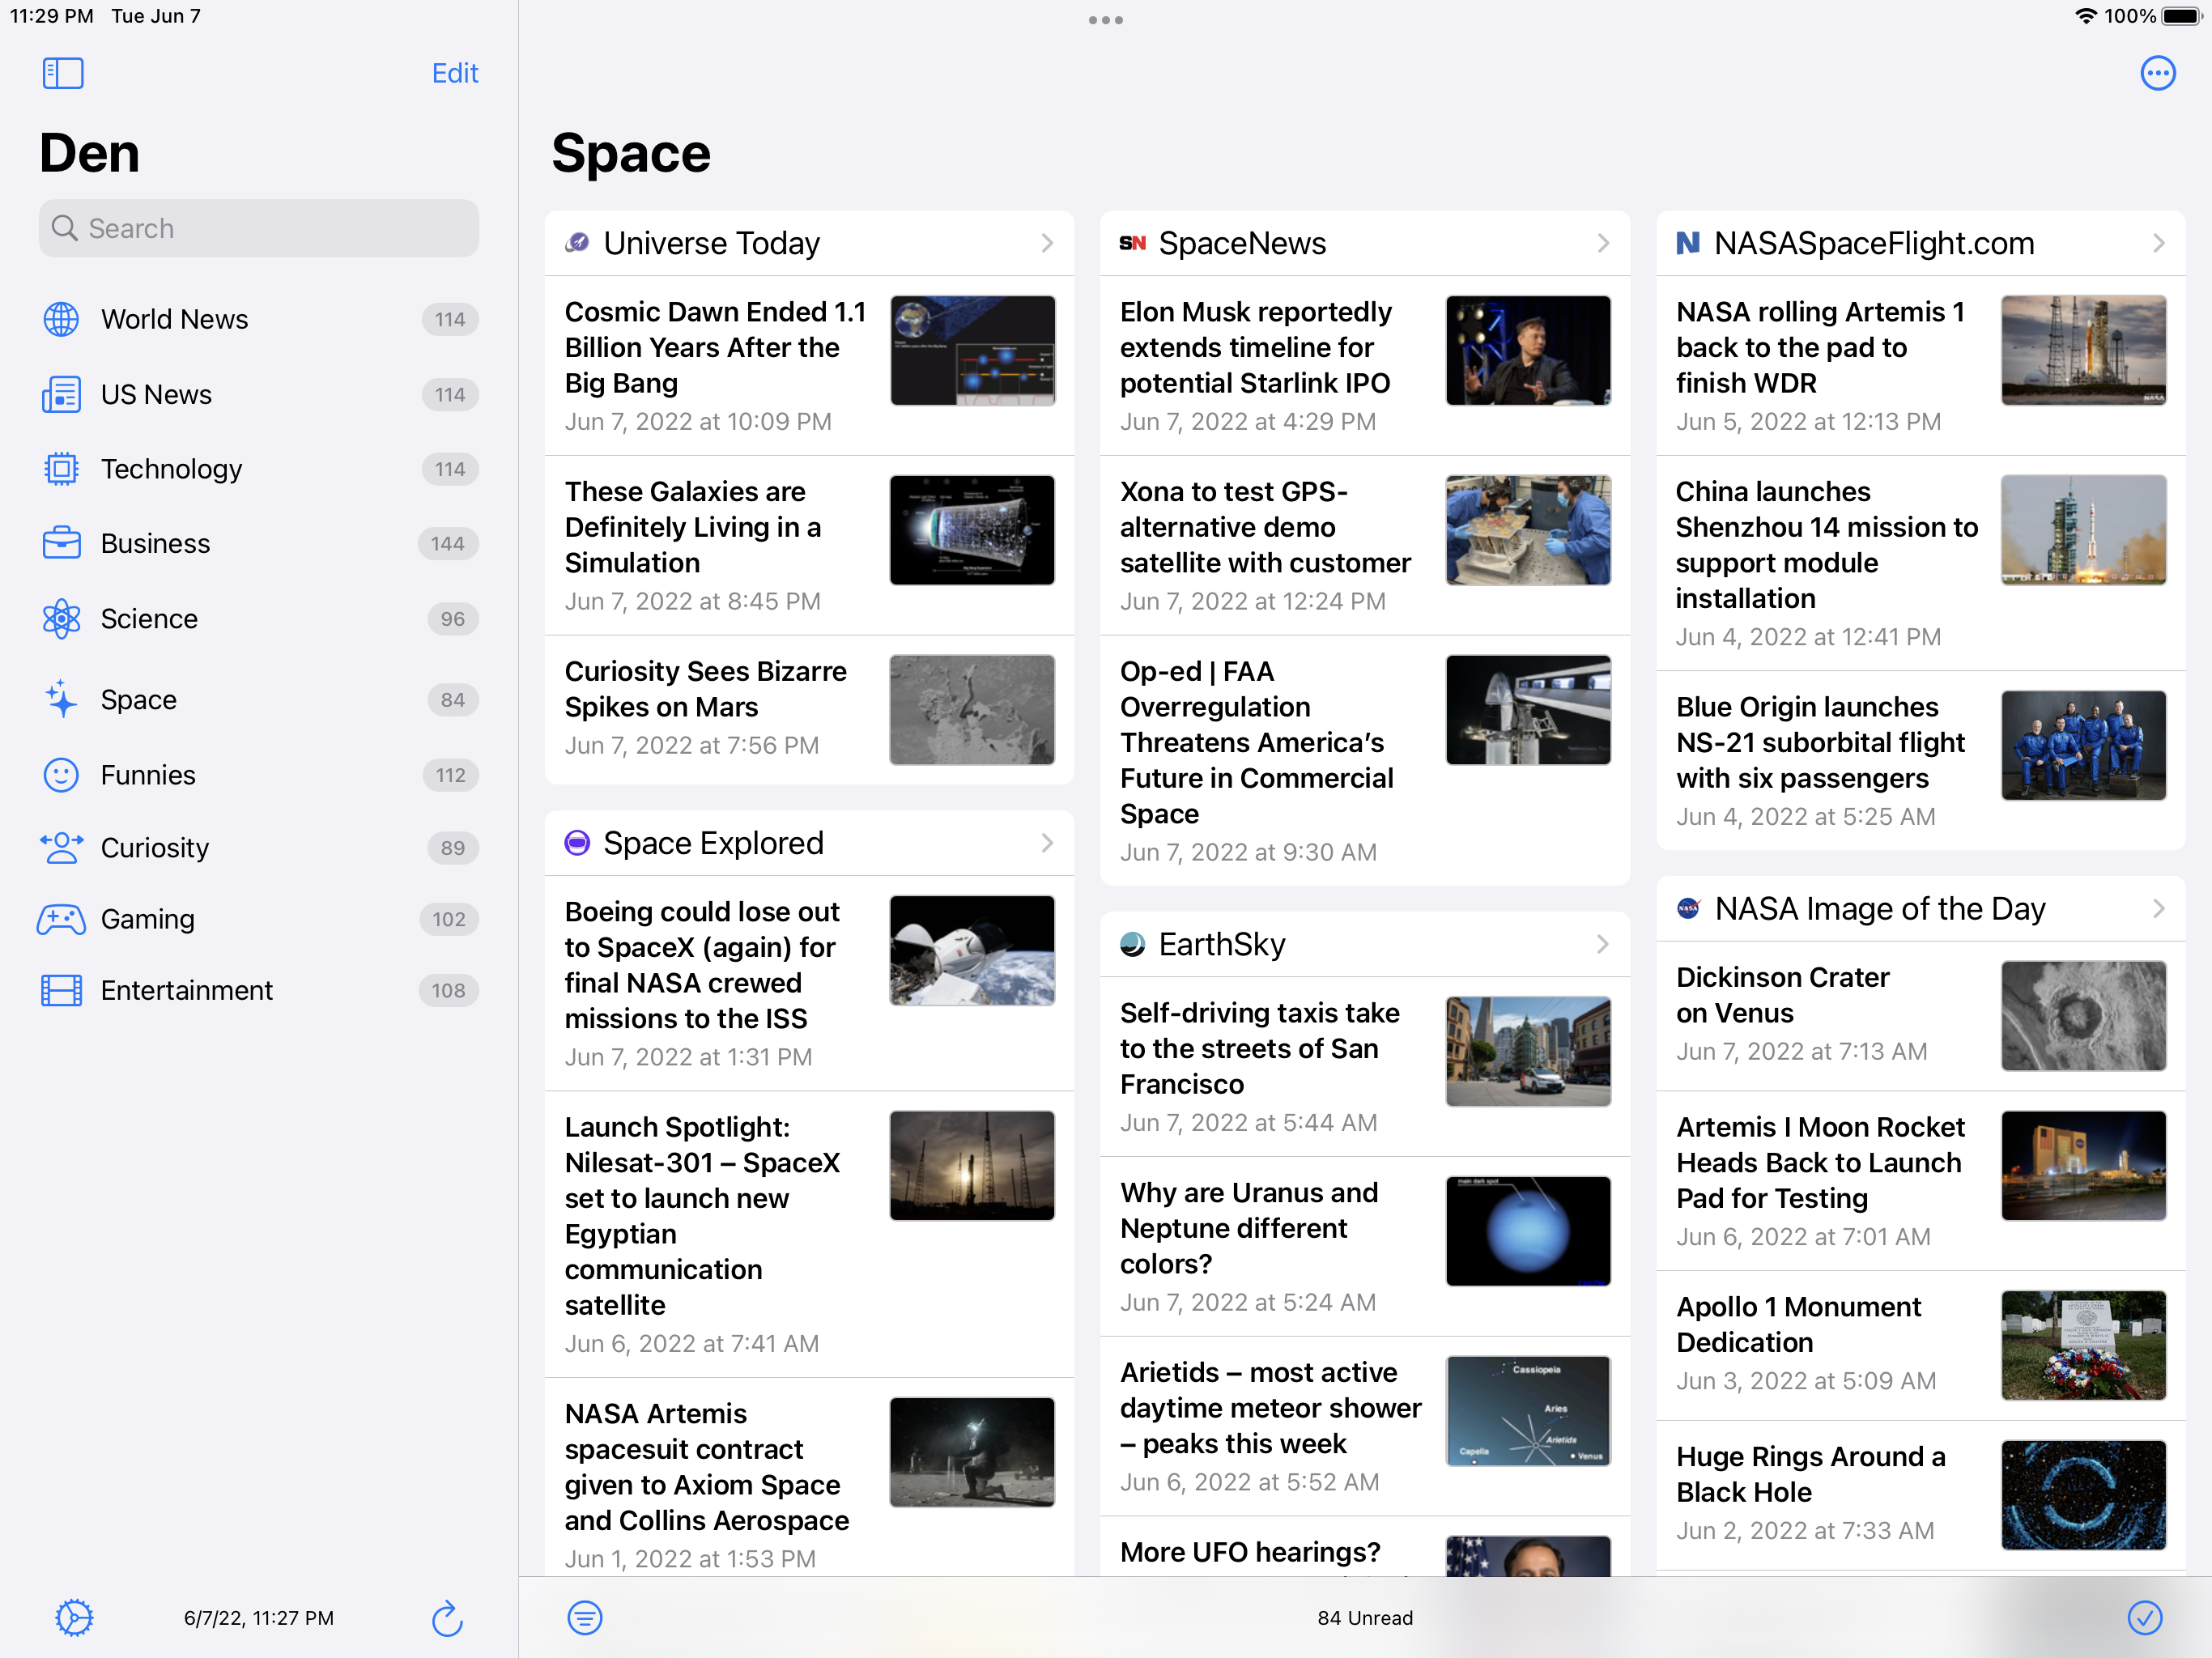 11:29 PM Tue Jun 7
100%
Edit
Den
Search
World News 114
US News 114
Technology 114
Business 144
Science 96
Space 84
Funnies 112
Curiosity 89
Gaming 102
Entertainment 108
6/7/22, 11:27 PM
Space
Universe Today
Cosmic Dawn Ended 1.1
Billion Years After the
Big Bang
Jun 7, 2022 at 10:09 PM
These Galaxies are
Definitely Living in a
Simulation
Jun 7, 2022 at 8:45 PM
Curiosity Sees Bizarre
Spikes on Mars
Jun 7, 2022 at 7:56 PM
Space Explored
Boeing could lose out
to SpaceX (again) for
final NASA crewed
missions to the ISS
Jun 7, 2022 at 1:31 PM
Launch Spotlight:
Nilesat-301 – SpaceX
set to launch new
Egyptian
communication
satellite
Jun 6, 2022 at 7:41 AM
NASA Artemis
spacesuit contract
given to Axiom Space
and Collins Aerospace
Jun 1, 2022 at 1:53 PM
SN SpaceNews
Elon Musk reportedly
extends timeline for
potential Starlink IPO
Jun 7, 2022 at 4:29 PM
Xona to test GPS-
alternative demo
satellite with customer
Jun 7, 2022 at 12:24 PM
Op-ed | FAA
Overregulation
Threatens America's
Future in Commercial
Space
Jun 7, 2022 at 9:30 AM
EarthSky
Self-driving taxis take
to the streets of San
Francisco
Jun 7, 2022 at 5:44 AM
Why are Uranus and
Neptune different
colors?
Jun 7, 2022 at 5:24 AM
main dark spot
Arietids – most active
daytime meteor shower
– peaks this week
Jun 6, 2022 at 5:52 AM
Cassiopeia
Aries
Arietids
Capella
Venus
More UFO hearings?
N NASASpaceFlight.com
NASA rolling Artemis 1
back to the pad to
finish WDR
Jun 5, 2022 at 12:13 PM
NASA
China launches
Shenzhou 14 mission to
support module
installation
Jun 4, 2022 at 12:41 PM
Blue Origin launches
NS-21 suborbital flight
with six passengers
Jun 4, 2022 at 5:25 AM
NASA NASA Image of the Day
Dickinson Crater
on Venus
Jun 7, 2022 at 7:13 AM
Artemis I Moon Rocket
Heads Back to Launch
Pad for Testing
Jun 6, 2022 at 7:01 AM
Apollo 1 Monument
Dedication
Jun 3, 2022 at 5:09 AM
Huge Rings Around a
Black Hole
Jun 2, 2022 at 7:33 AM
84 Unread